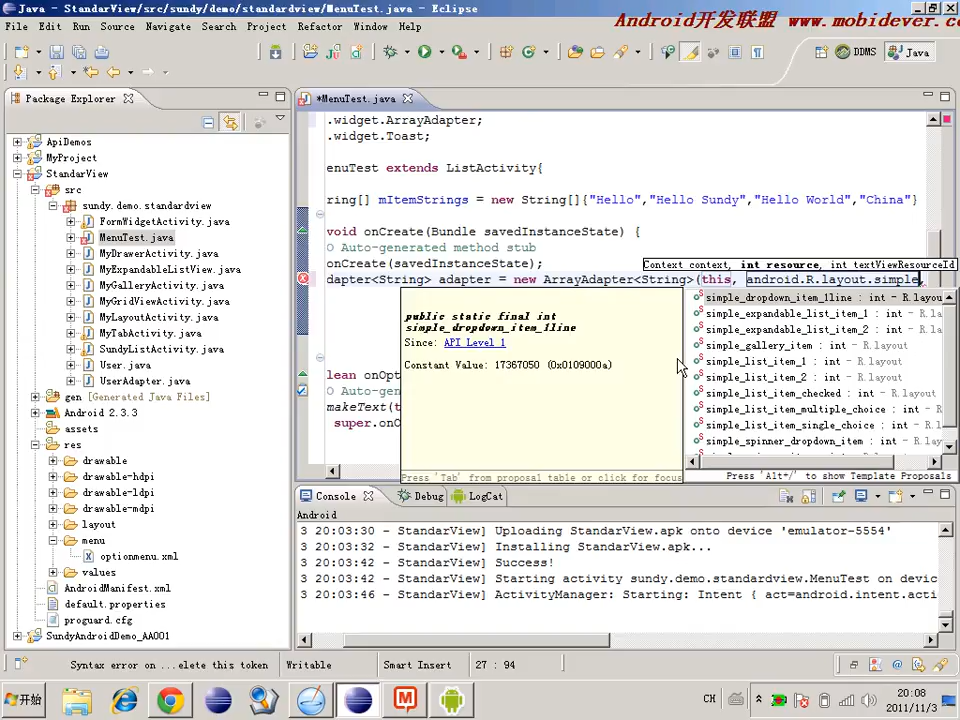 Java - StandarView/src/sundy/demo/standardview/MenuTest.java - Eclipse
Android开发联盟 www.mobidever.co
File Edit Run Source Navigate Search Project Refactor Window Help
DDMS Java
Package Explorer
*MenuTest.java
ApiDemos
MyProject
StandarView
src
sundy.demo.standardview
FormWidgetActivity.java
MenuTest.java
MyDrawerActivity.java
MyExpandableListView.java
MyGalleryActivity.java
MyGridViewActivity.java
MyLayoutActivity.java
MyTabActivity.java
SundyListActivity.java
User.java
UserAdapter.java
gen [Generated Java Files]
Android 2.3.3
assets
res
drawable
drawable-hdpi
drawable-ldpi
drawable-mdpi
layout
menu
optionmenu.xml
values
AndroidManifest.xml
default.properties
proguard.cfg
SundyAndroidDemo_AA001
.widget.ArrayAdapter;
.widget.Toast;
enuTest extends ListActivity{
ring[] mItemStrings = new String[]{"Hello","Hello Sundy","Hello World","China"}
void onCreate(Bundle savedInstanceState) {
O Auto-generated method stub
onCreate(savedInstanceState);
Context context, int resource, int textViewResourceId
dapter<String> adapter = new ArrayAdapter<String>(this, android.R.layout.simple
public static final int
simple_dropdown_item_1line
Since: API Level 1
Constant Value: 17367050 (0x0109000a)
Press 'Tab' from proposal table or click for focus
simple_dropdown_item_1line : int - R.layou
simple_expandable_list_item_1 : int - R.la
simple_expandable_list_item_2 : int - R.la
simple_gallery_item : int - R.layout
simple_list_item_1 : int - R.layout
simple_list_item_2 : int - R.layout
simple_list_item_checked : int - R.layout
simple_list_item_multiple_choice : int - R
simple_list_item_single_choice : int - R.l
simple_spinner_dropdown_item : int - R.lay
Press 'Alt+/' to show Template Proposals
lean onOpt
O Auto-gen
makeText(t
super.onC
Console Debug LogCat
Android
3 20:03:30 - StandarView] Uploading StandarView.apk onto device 'emulator-5554'
3 20:03:32 - StandarView] Installing StandarView.apk...
3 20:03:42 - StandarView] Success!
3 20:03:42 - StandarView] Starting activity sundy.demo.standardview.MenuTest on devic
3 20:03:46 - StandarView] ActivityManager: Starting: Intent { act=android.intent.acti
Syntax error on ...elete this token Writable Smart Insert 27 : 94
开始
CH
20:08
2011/11/3